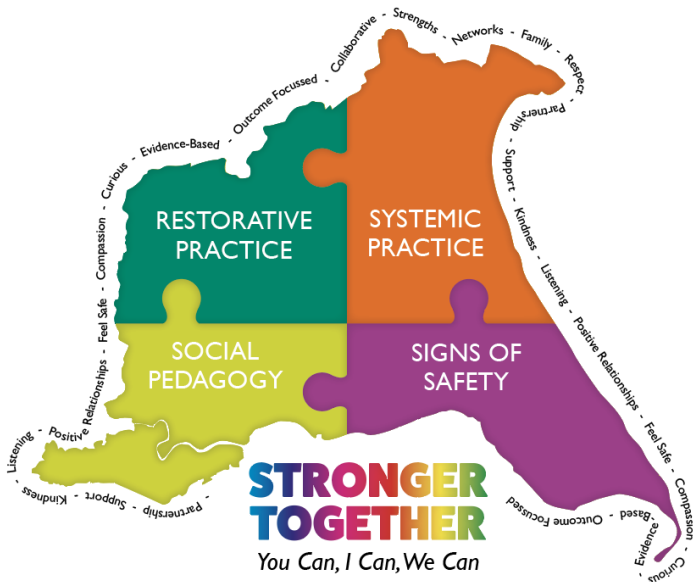 Listening - Positive Relationships - Feel Safe - Compassion - Curious - Evidence-Based - Outcome Focussed - Collaborative - Strengths - Networks - Family - Respect - Partnership - Support - Kindness - Listening - Positive Relationships - Feel Safe - Compassion - Curious - Evidence-Based - Outcome Focussed
RESTORATIVE
PRACTICE
SYSTEMIC
PRACTICE
SOCIAL
PEDAGOGY
SIGNS OF
SAFETY
Partnership - Support - Kindness -
STRONGER
TOGETHER
You Can, I Can, We Can